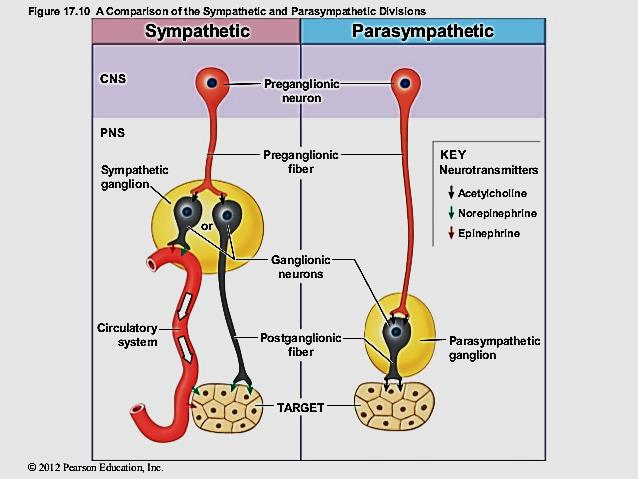 Figure 17.10 A Comparison of the Sympathetic and Parasympathetic Divisions
Sympathetic
Parasympathetic
CNS
Preganglionic
neuron
PNS
Preganglionic
fiber
KEY
Neurotransmitters
Acetylcholine
Norepinephrine
Epinephrine
Sympathetic
ganglion
or
Ganglionic
neurons
Circulatory
system
Postganglionic
fiber
Parasympathetic
ganglion
TARGET
© 2012 Pearson Education, Inc.